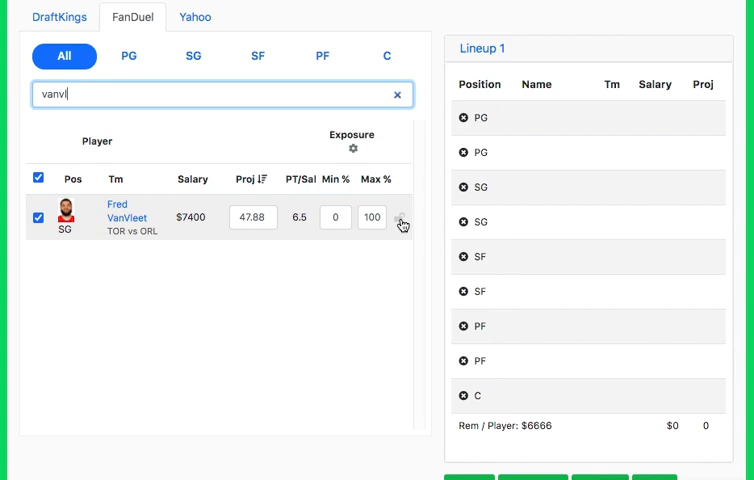 DraftKings FanDuel Yahoo
All PG SG SF PF C
vanvl
Player Exposure
Pos Tm Salary Proj PT/Sal Min % Max %
Fred
VanVleet
SG TOR vs ORL $7400 47.88 6.5 0 100
Lineup 1
Position Name Tm Salary Proj
PG
PG
SG
SG
SF
SF
PF
PF
C
Rem / Player: $6666 $0 0